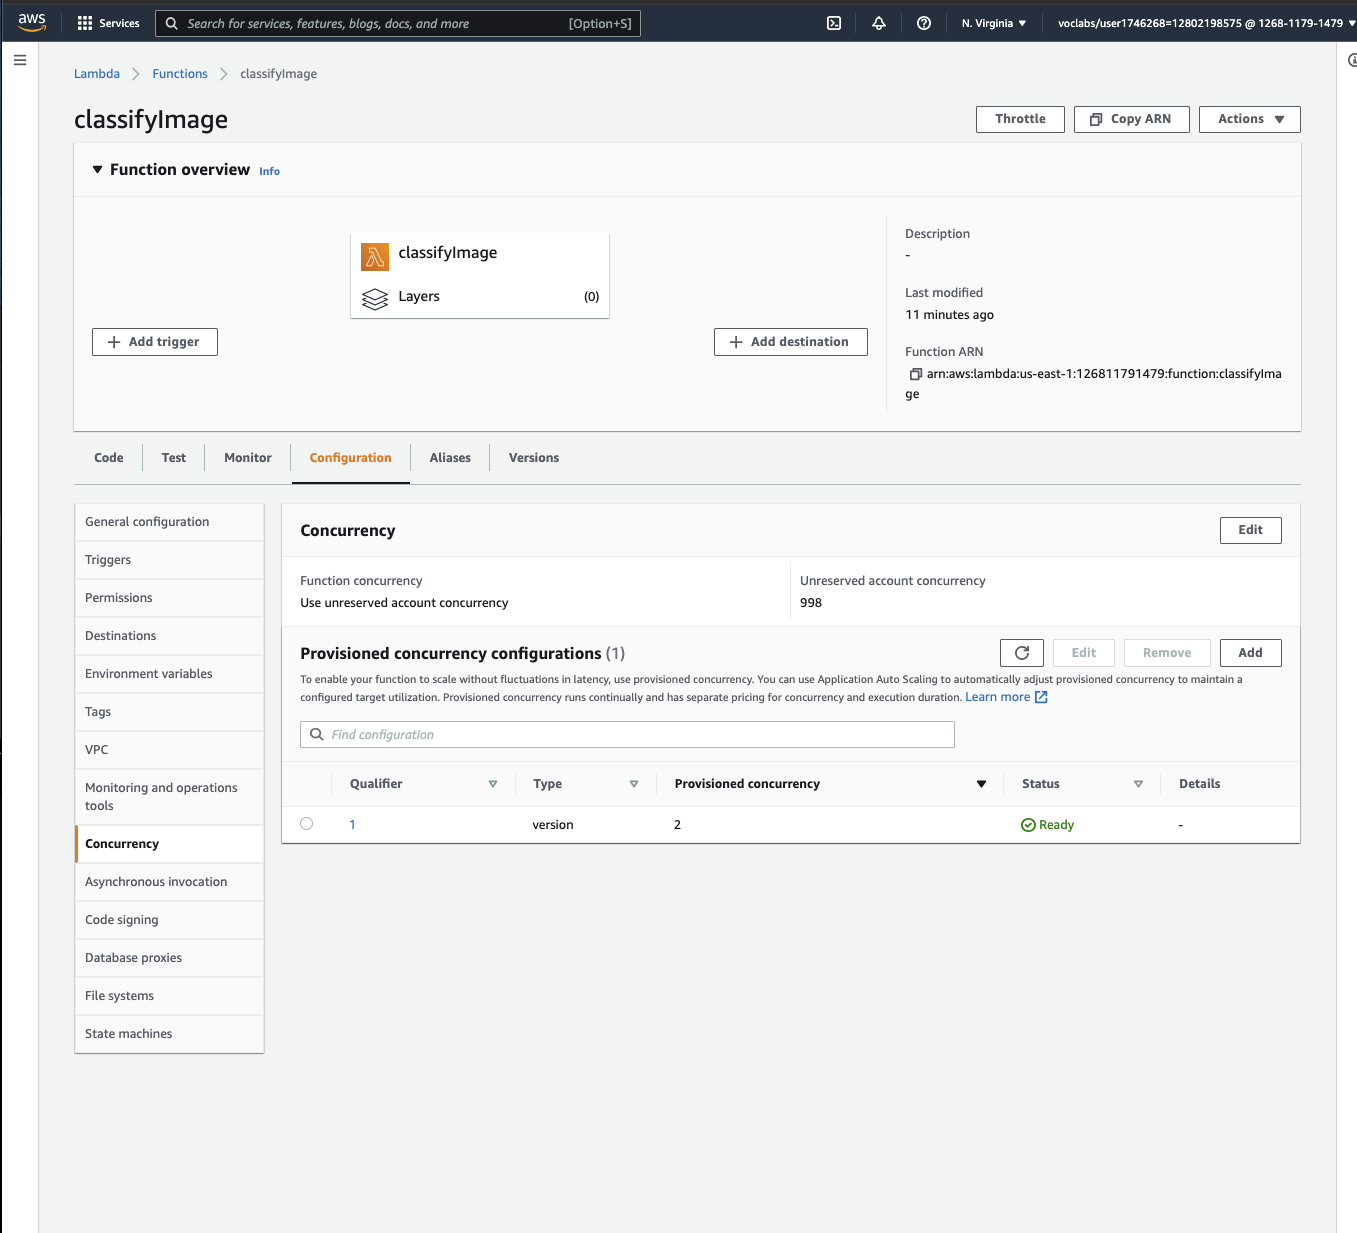 aws
Services
Search for services, features, blogs, docs, and more
[Option+S]
N. Virginia
voclabs/user1746268=12802198575 @ 1268-1179-1479
Lambda
Functions
classifyImage
classifyImage
Throttle
Copy ARN
Actions
Function overview Info
classifyImage
Layers
(0)
Add trigger
Add destination
Description
-
Last modified
11 minutes ago
Function ARN
arn:aws:lambda:us-east-1:126811791479:function:classifyIma
ge
Code
Test
Monitor
Configuration
Aliases
Versions
General configuration
Triggers
Permissions
Destinations
Environment variables
Tags
VPC
Monitoring and operations
tools
Concurrency
Asynchronous invocation
Code signing
Database proxies
File systems
State machines
Concurrency
Edit
Function concurrency
Use unreserved account concurrency
Unreserved account concurrency
998
Provisioned concurrency configurations (1)
Edit
Remove
Add
To enable your function to scale without fluctuations in latency, use provisioned concurrency. You can use Application Auto Scaling to automatically adjust provisioned concurrency to maintain a
configured target utilization. Provisioned concurrency runs continually and has separate pricing for concurrency and execution duration. Learn more
Find configuration
Qualifier
Type
Provisioned concurrency
Status
Details
1
version
2
Ready
-